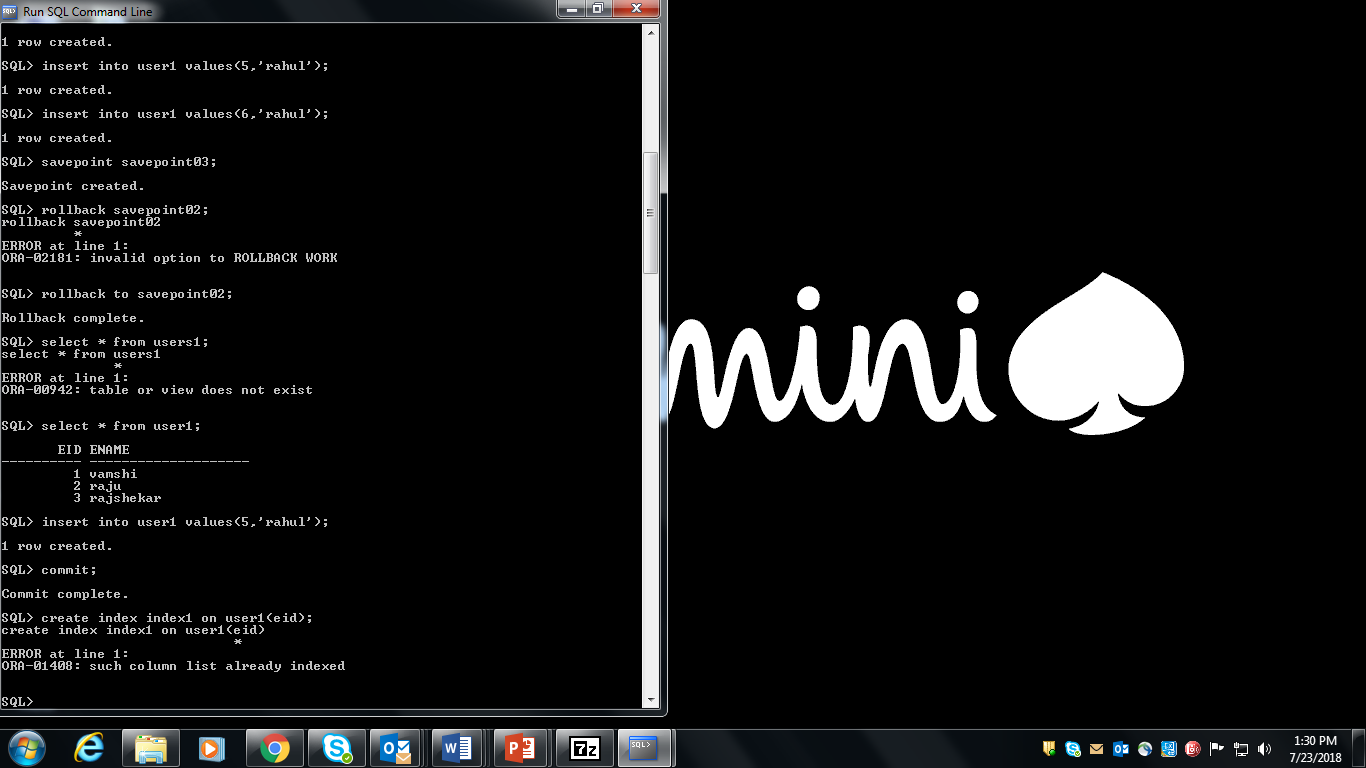 Run SQL Command Line
1 row created.
SQL> insert into user1 values(5,'rahul');
1 row created.
SQL> insert into user1 values(6,'rahul');
1 row created.
SQL> savepoint savepoint03;
Savepoint created.
SQL> rollback savepoint02;
rollback savepoint02
*
ERROR at line 1:
ORA-02181: invalid option to ROLLBACK WORK
SQL> rollback to savepoint02;
Rollback complete.
SQL> select * from users1;
select * from users1
*
ERROR at line 1:
ORA-00942: table or view does not exist
SQL> select * from user1;
EID ENAME
---------- --------------------
1 vamshi
2 raju
3 rajshekar
SQL> insert into user1 values(5,'rahul');
1 row created.
SQL> commit;
Commit complete.
SQL> create index index1 on user1(eid);
create index index1 on user1(eid)
*
ERROR at line 1:
ORA-01408: such column list already indexed
SQL>
mini
SQL>
7z
1:30 PM
7/23/2018